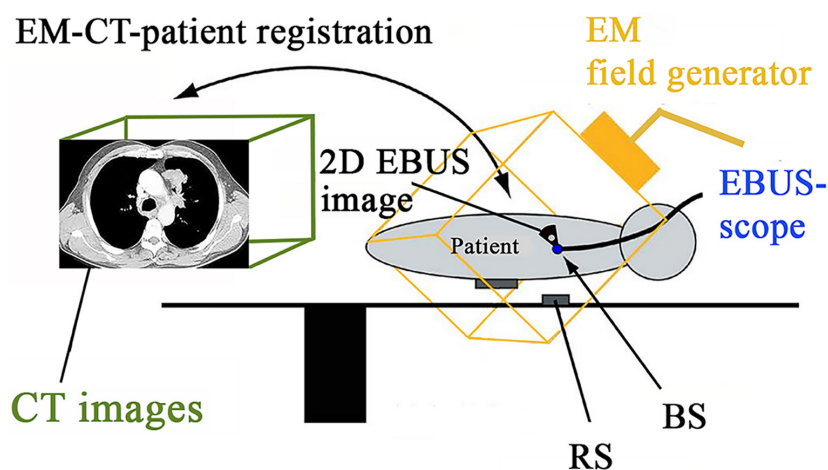 EM-CT-patient registration
EM
field generator
2D EBUS
image
EBUS-
scope
Patient
CT images
BS
RS